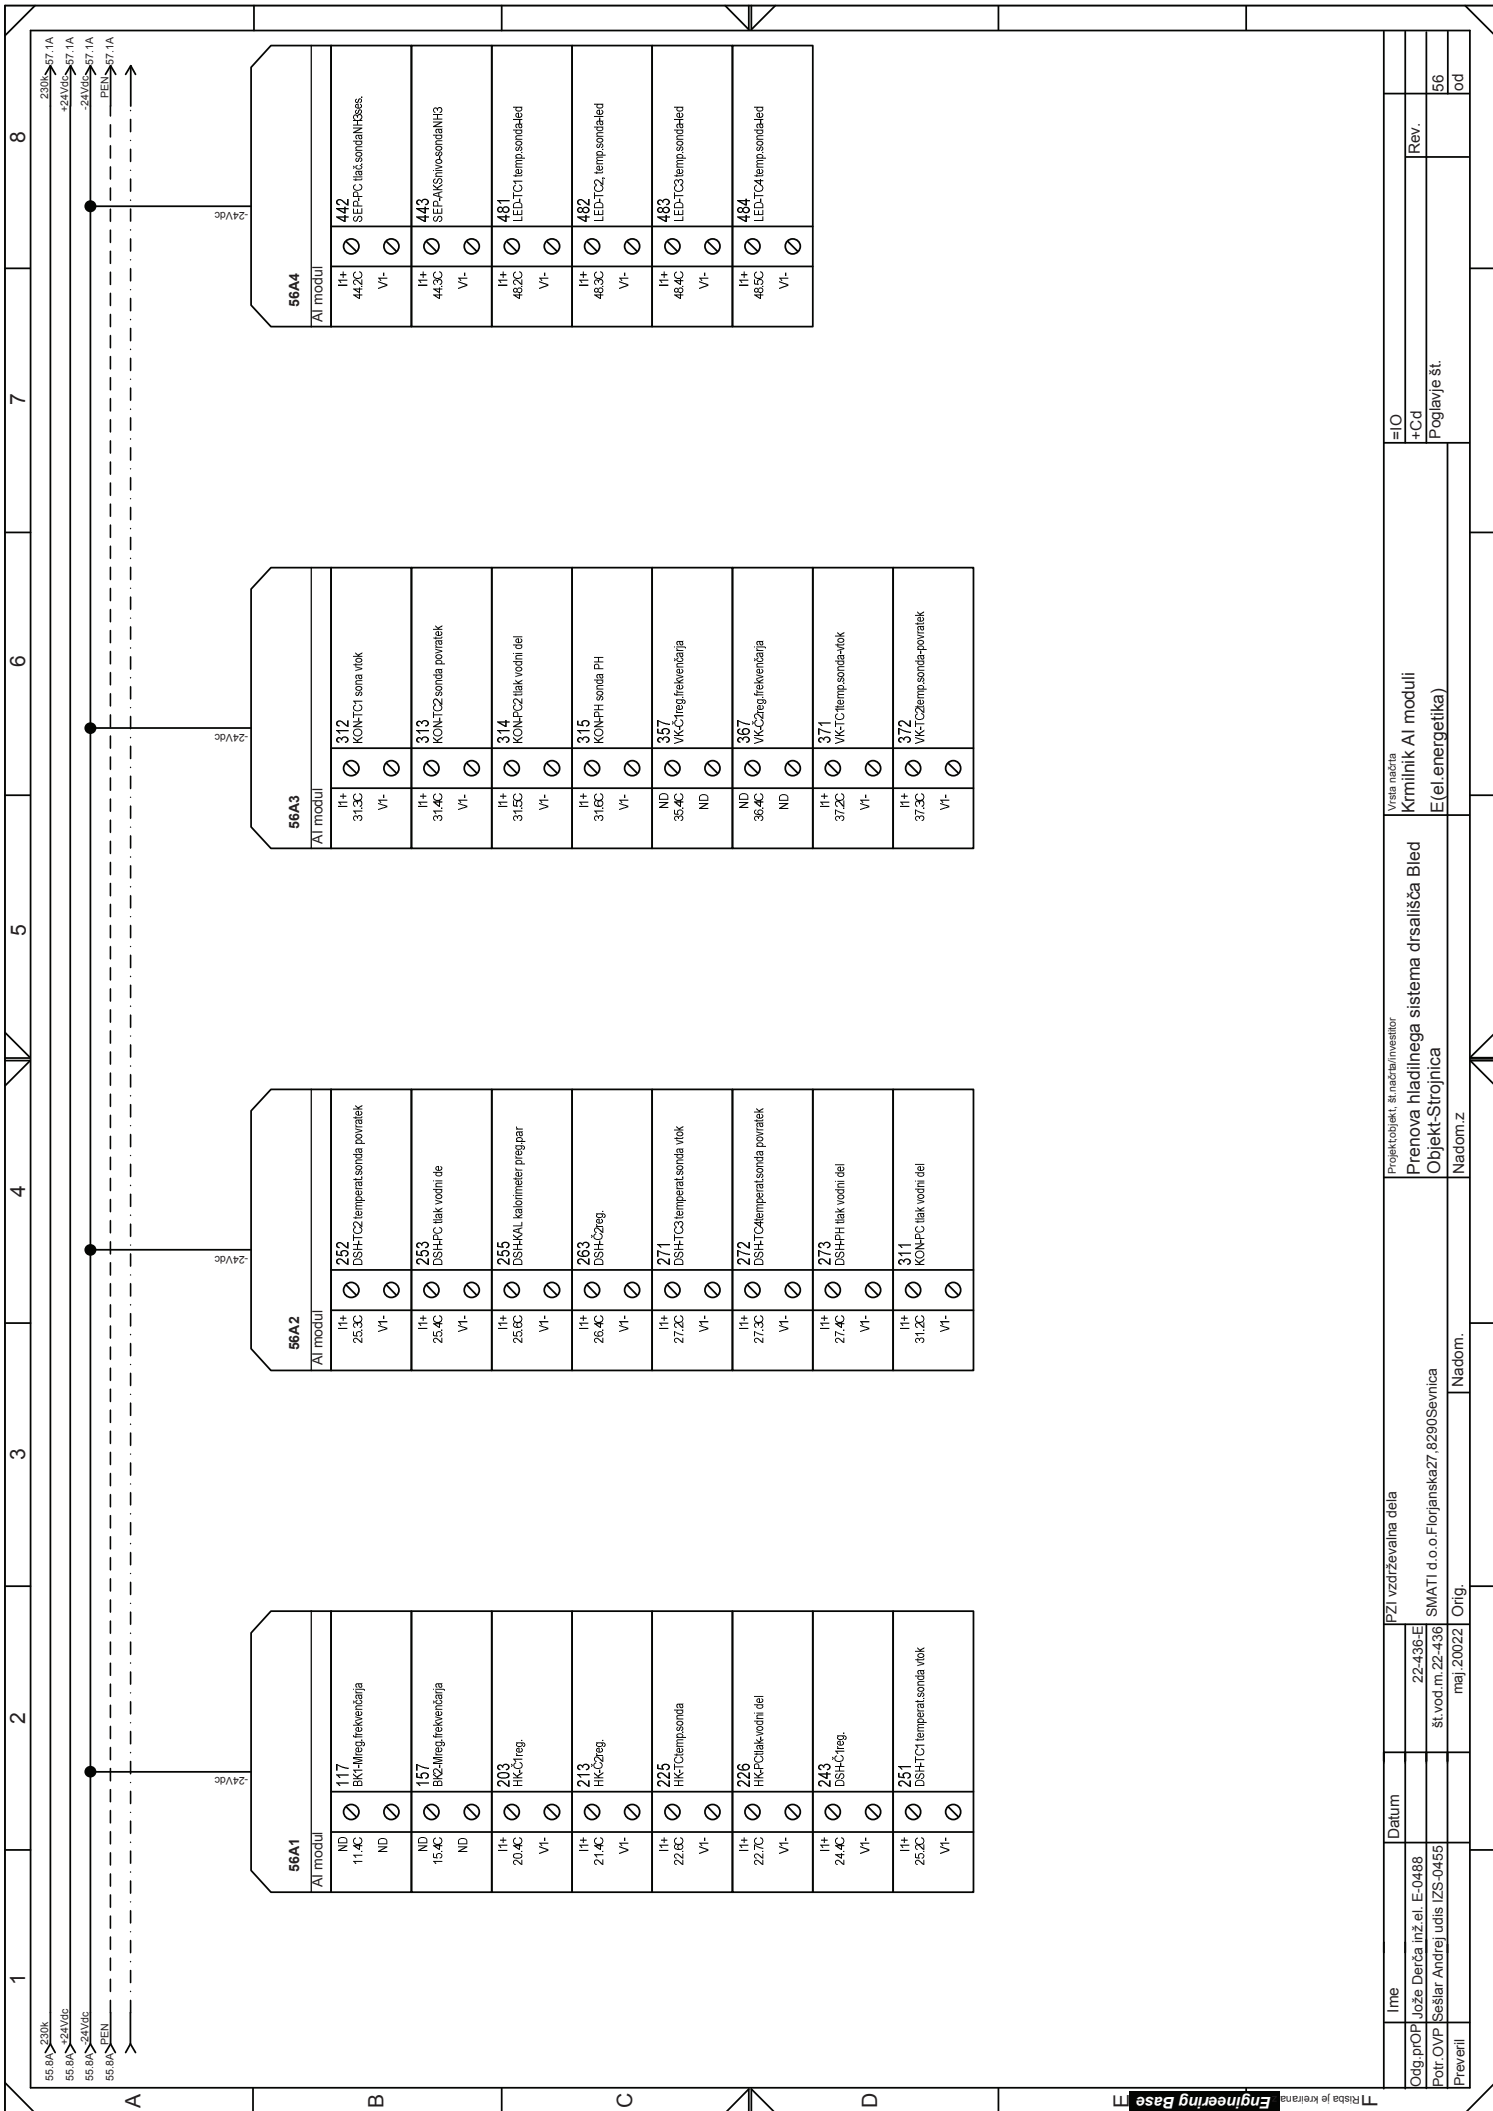 1 2 3 4 5 6 7 8
55.8A 230k 230k 57.1A
55.8A +24Vdc +24Vdc 57.1A
55.8A -24Vdc -24Vdc 57.1A
55.8A PEN PEN 57.1A
A
B
C
D
E
F
-24Vdc
56A1
AI modul
ND 117
11.4C BK1-Mreg.frekvenčarja
ND
ND 157
15.4C BK2-Mreg.frekvenčarja
ND
I1+ 203
20.4C HK-Č1reg.
V1-
I1+ 213
21.4C HK-Č2reg.
V1-
I1+ 225
22.6C HK-TCtemp.sonda
V1-
I1+ 226
22.7C HK-PCtlak-vodni del
V1-
I1+ 243
24.4C DSH-Č1reg.
V1-
I1+ 251
25.2C DSH-TC1 temperat.sonda vtok
V1-
-24Vdc
56A2
AI modul
I1+ 252
25.3C DSH-TC2 temperat.sonda povratek
V1-
I1+ 253
25.4C DSH-PC tlak vodni de
V1-
I1+ 255
25.6C DSH-KAL kalorimeter preg.par
V1-
I1+ 263
26.4C DSH-Č2reg.
V1-
I1+ 271
27.2C DSH-TC3 temperat.sonda vtok
V1-
I1+ 272
27.3C DSH-TC4temperat.sonda povratek
V1-
I1+ 273
27.4C DSH-PH tlak vodni del
V1-
I1+ 311
31.2C KON-PC tlak vodni del
V1-
-24Vdc
56A3
AI modul
I1+ 312
31.3C KON-TC1 sona vtok
V1-
I1+ 313
31.4C KON-TC2 sonda povratek
V1-
I1+ 314
31.5C KON-PC2 tlak vodni del
V1-
I1+ 315
31.6C KON-PH sonda PH
V1-
ND 357
35.4C VK-Č1reg.frekvenčarja
ND
ND 367
36.4C VK-Č2reg.frekvenčarja
ND
I1+ 371
37.2C VK-TC1temp.sonda-vtok
V1-
I1+ 372
37.3C VK-TC2temp.sonda-povratek
V1-
-24Vdc
56A4
AI modul
I1+ 442
44.2C SEP-PC tlač.sondaNH3ses.
V1-
I1+ 443
44.3C SEP-AKSnivo-sondaNH3
V1-
I1+ 481
48.2C LED-TC1 temp.sonda-led
V1-
I1+ 482
48.3C LED-TC2, temp.sonda-led
V1-
I1+ 483
48.4C LED-TC3 temp.sonda-led
V1-
I1+ 484
48.5C LED-TC4 temp.sonda-led
V1-
Risba je kreirana Engineering Base
Ime Datum
Odg.prOP Jože Derča inž.el. E-0488 22-436-E
Potr.OVP Sešlar Andrej udis IZS-0455 št.vod.m.22-436
Preveril maj.20022
PZI vzdrževalna dela
SMATI d.o.o.Florjanska27,8290Sevnica
Orig. Nadom. Nadom.z
Projekt,objekt, št.načrta/investitor
Prenova hladilnega sistema drsališča Bled
Objekt-Strojnica
Vrsta načrta
Krmilnik AI moduli
E(el.energetika)
=IO
+Cd Rev.
Poglavje št. 56
od